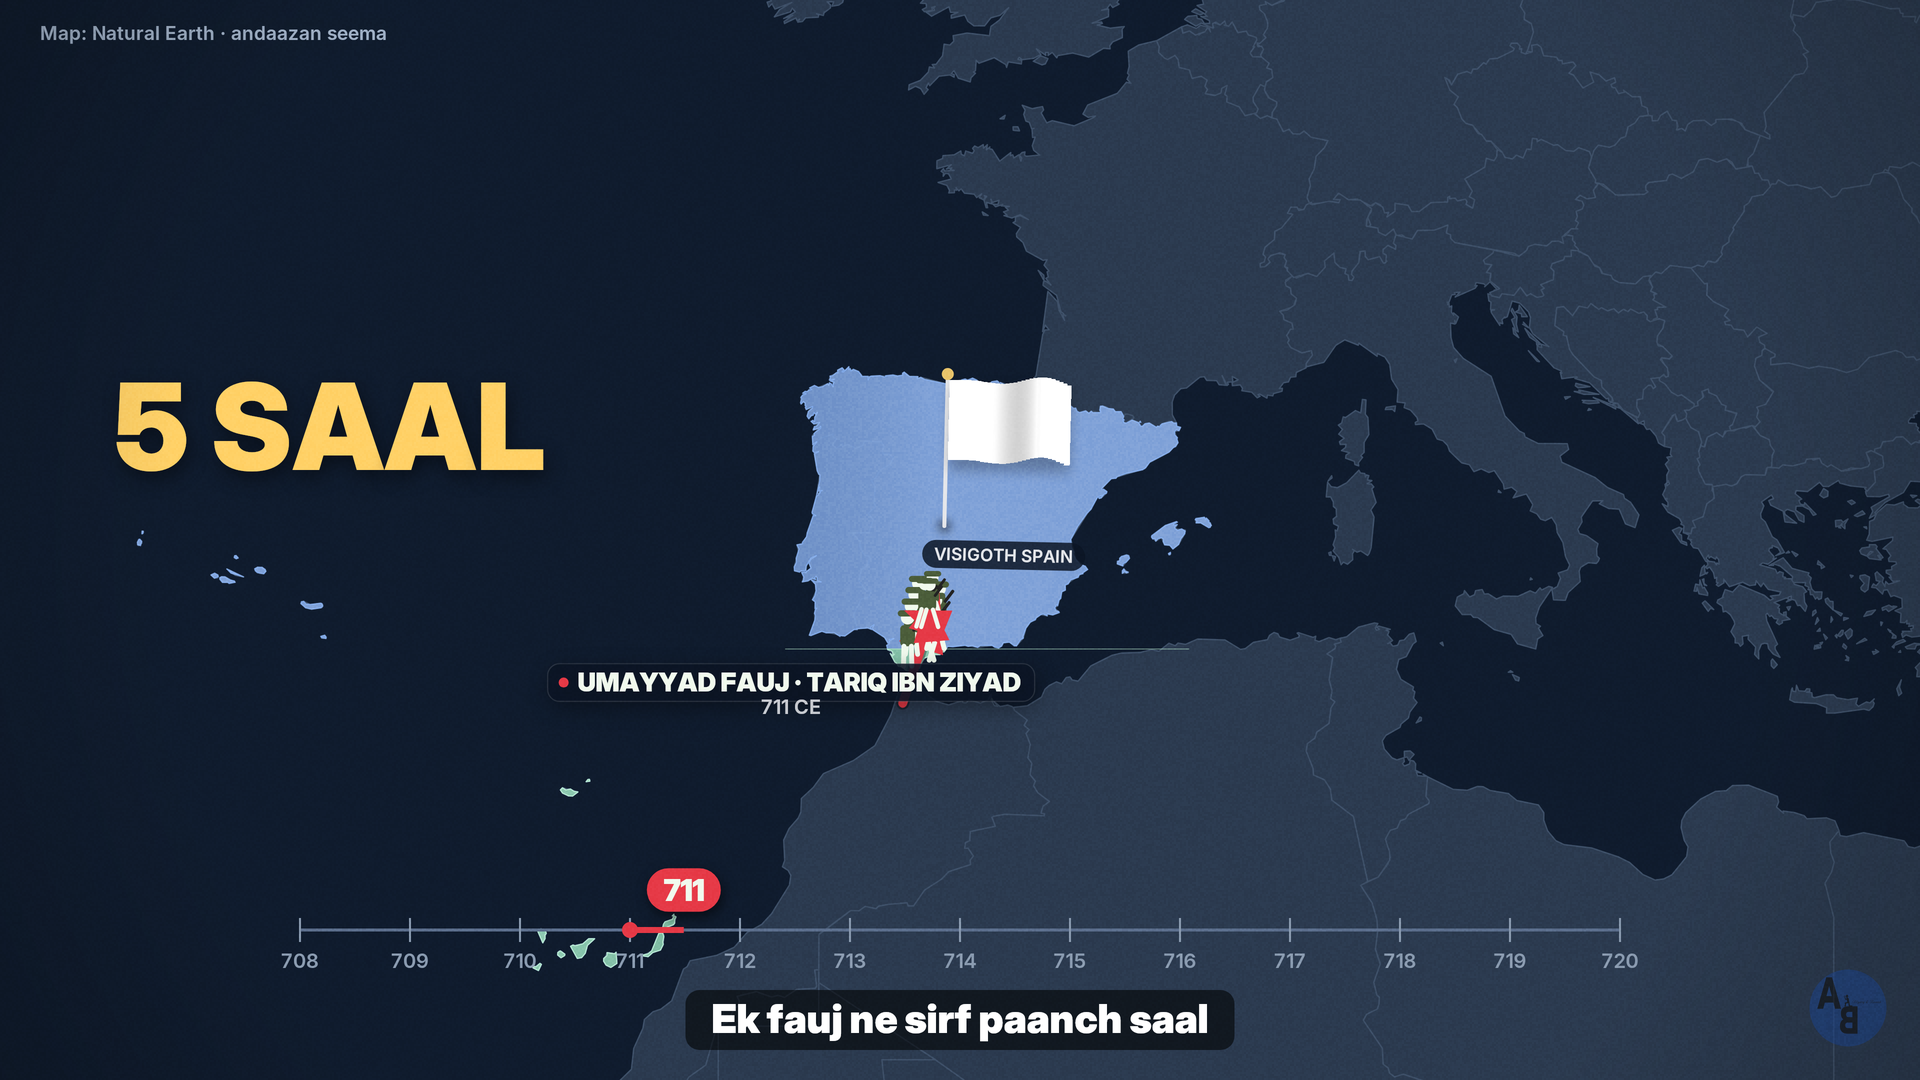 Map: Natural Earth · andaazan seema
5 SAAL
VISIGOTH SPAIN
UMAYYAD FAUJ · TARIQ IBN ZIYAD
711 CE
711
708 709 710 711 712 713 714 715 716 717 718 719 720
Ek fauj ne sirf paanch saal
A B